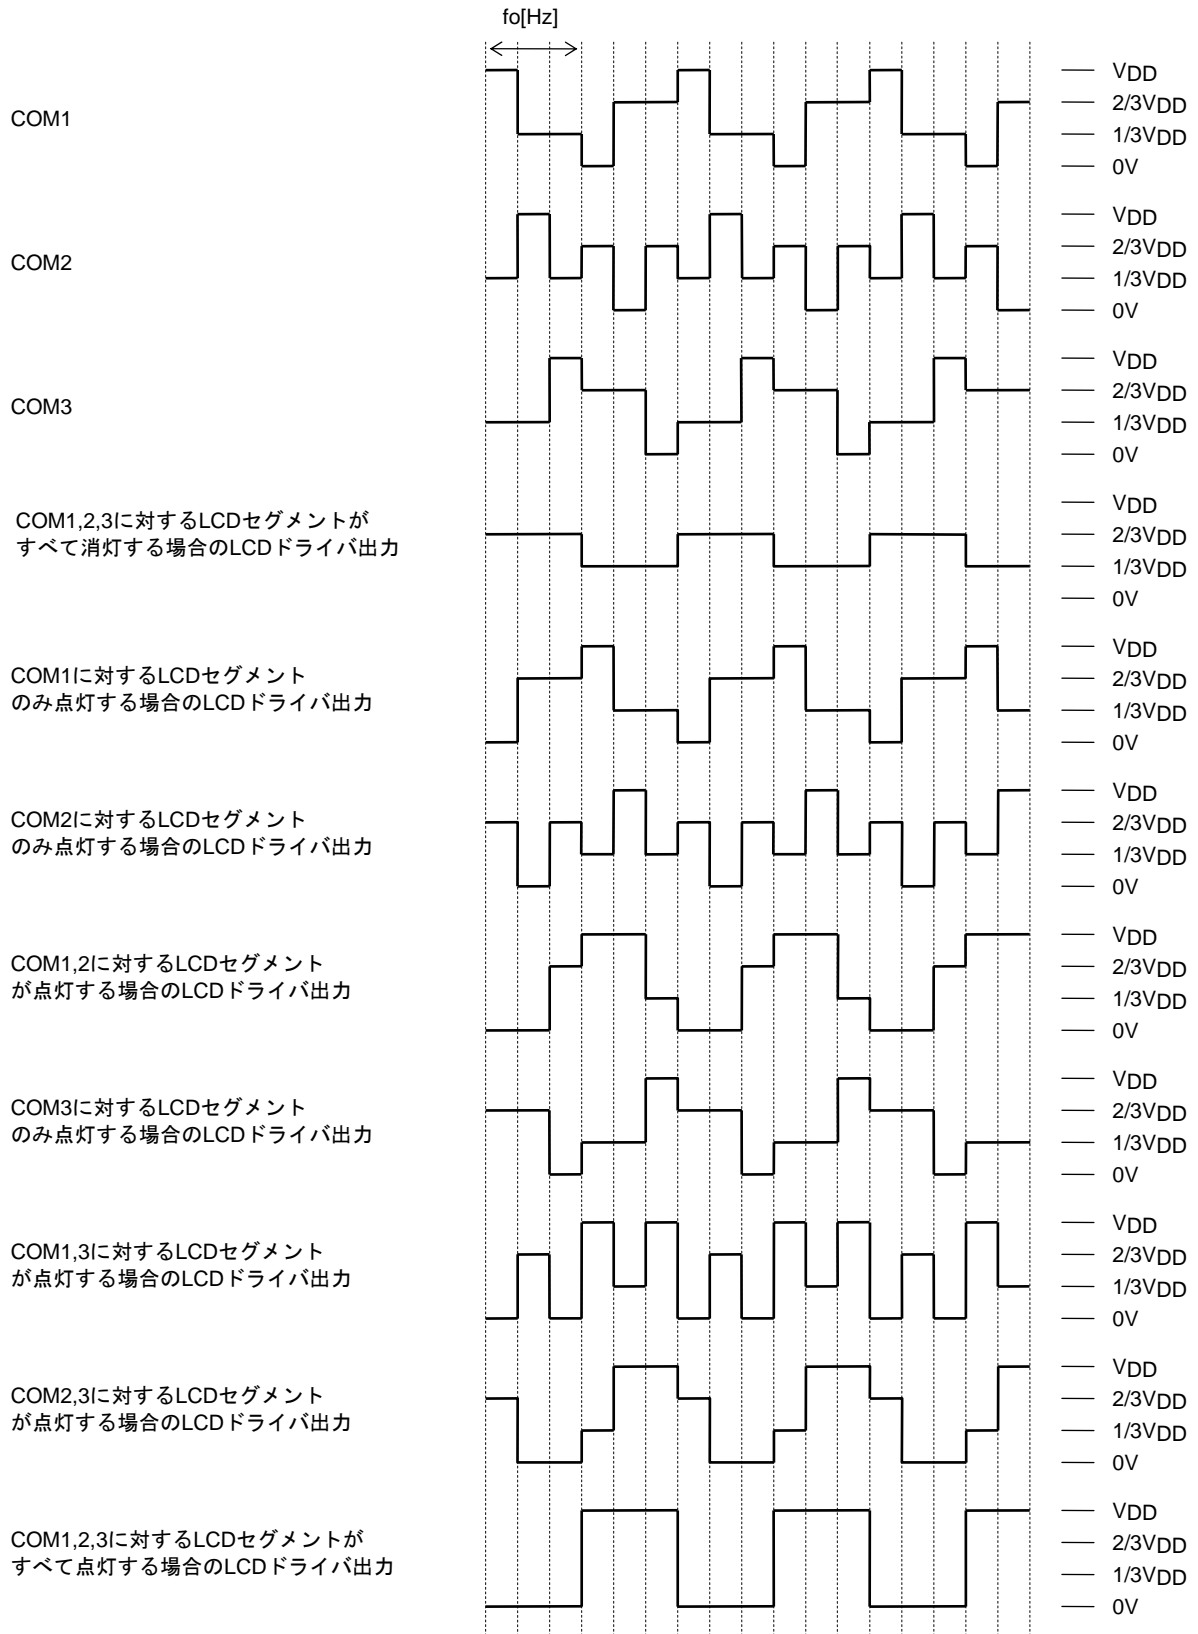 fo[Hz]
COM1
VDD
2/3VDD
1/3VDD
0V
COM2
VDD
2/3VDD
1/3VDD
0V
COM3
VDD
2/3VDD
1/3VDD
0V
COM1,2,3に対するLCDセグメントが
すべて消灯する場合のLCDドライバ出力
VDD
2/3VDD
1/3VDD
0V
COM1に対するLCDセグメント
のみ点灯する場合のLCDドライバ出力
VDD
2/3VDD
1/3VDD
0V
COM2に対するLCDセグメント
のみ点灯する場合のLCDドライバ出力
VDD
2/3VDD
1/3VDD
0V
COM1,2に対するLCDセグメント
が点灯する場合のLCDドライバ出力
VDD
2/3VDD
1/3VDD
0V
COM3に対するLCDセグメント
のみ点灯する場合のLCDドライバ出力
VDD
2/3VDD
1/3VDD
0V
COM1,3に対するLCDセグメント
が点灯する場合のLCDドライバ出力
VDD
2/3VDD
1/3VDD
0V
COM2,3に対するLCDセグメント
が点灯する場合のLCDドライバ出力
VDD
2/3VDD
1/3VDD
0V
COM1,2,3に対するLCDセグメントが
すべて点灯する場合のLCDドライバ出力
VDD
2/3VDD
1/3VDD
0V